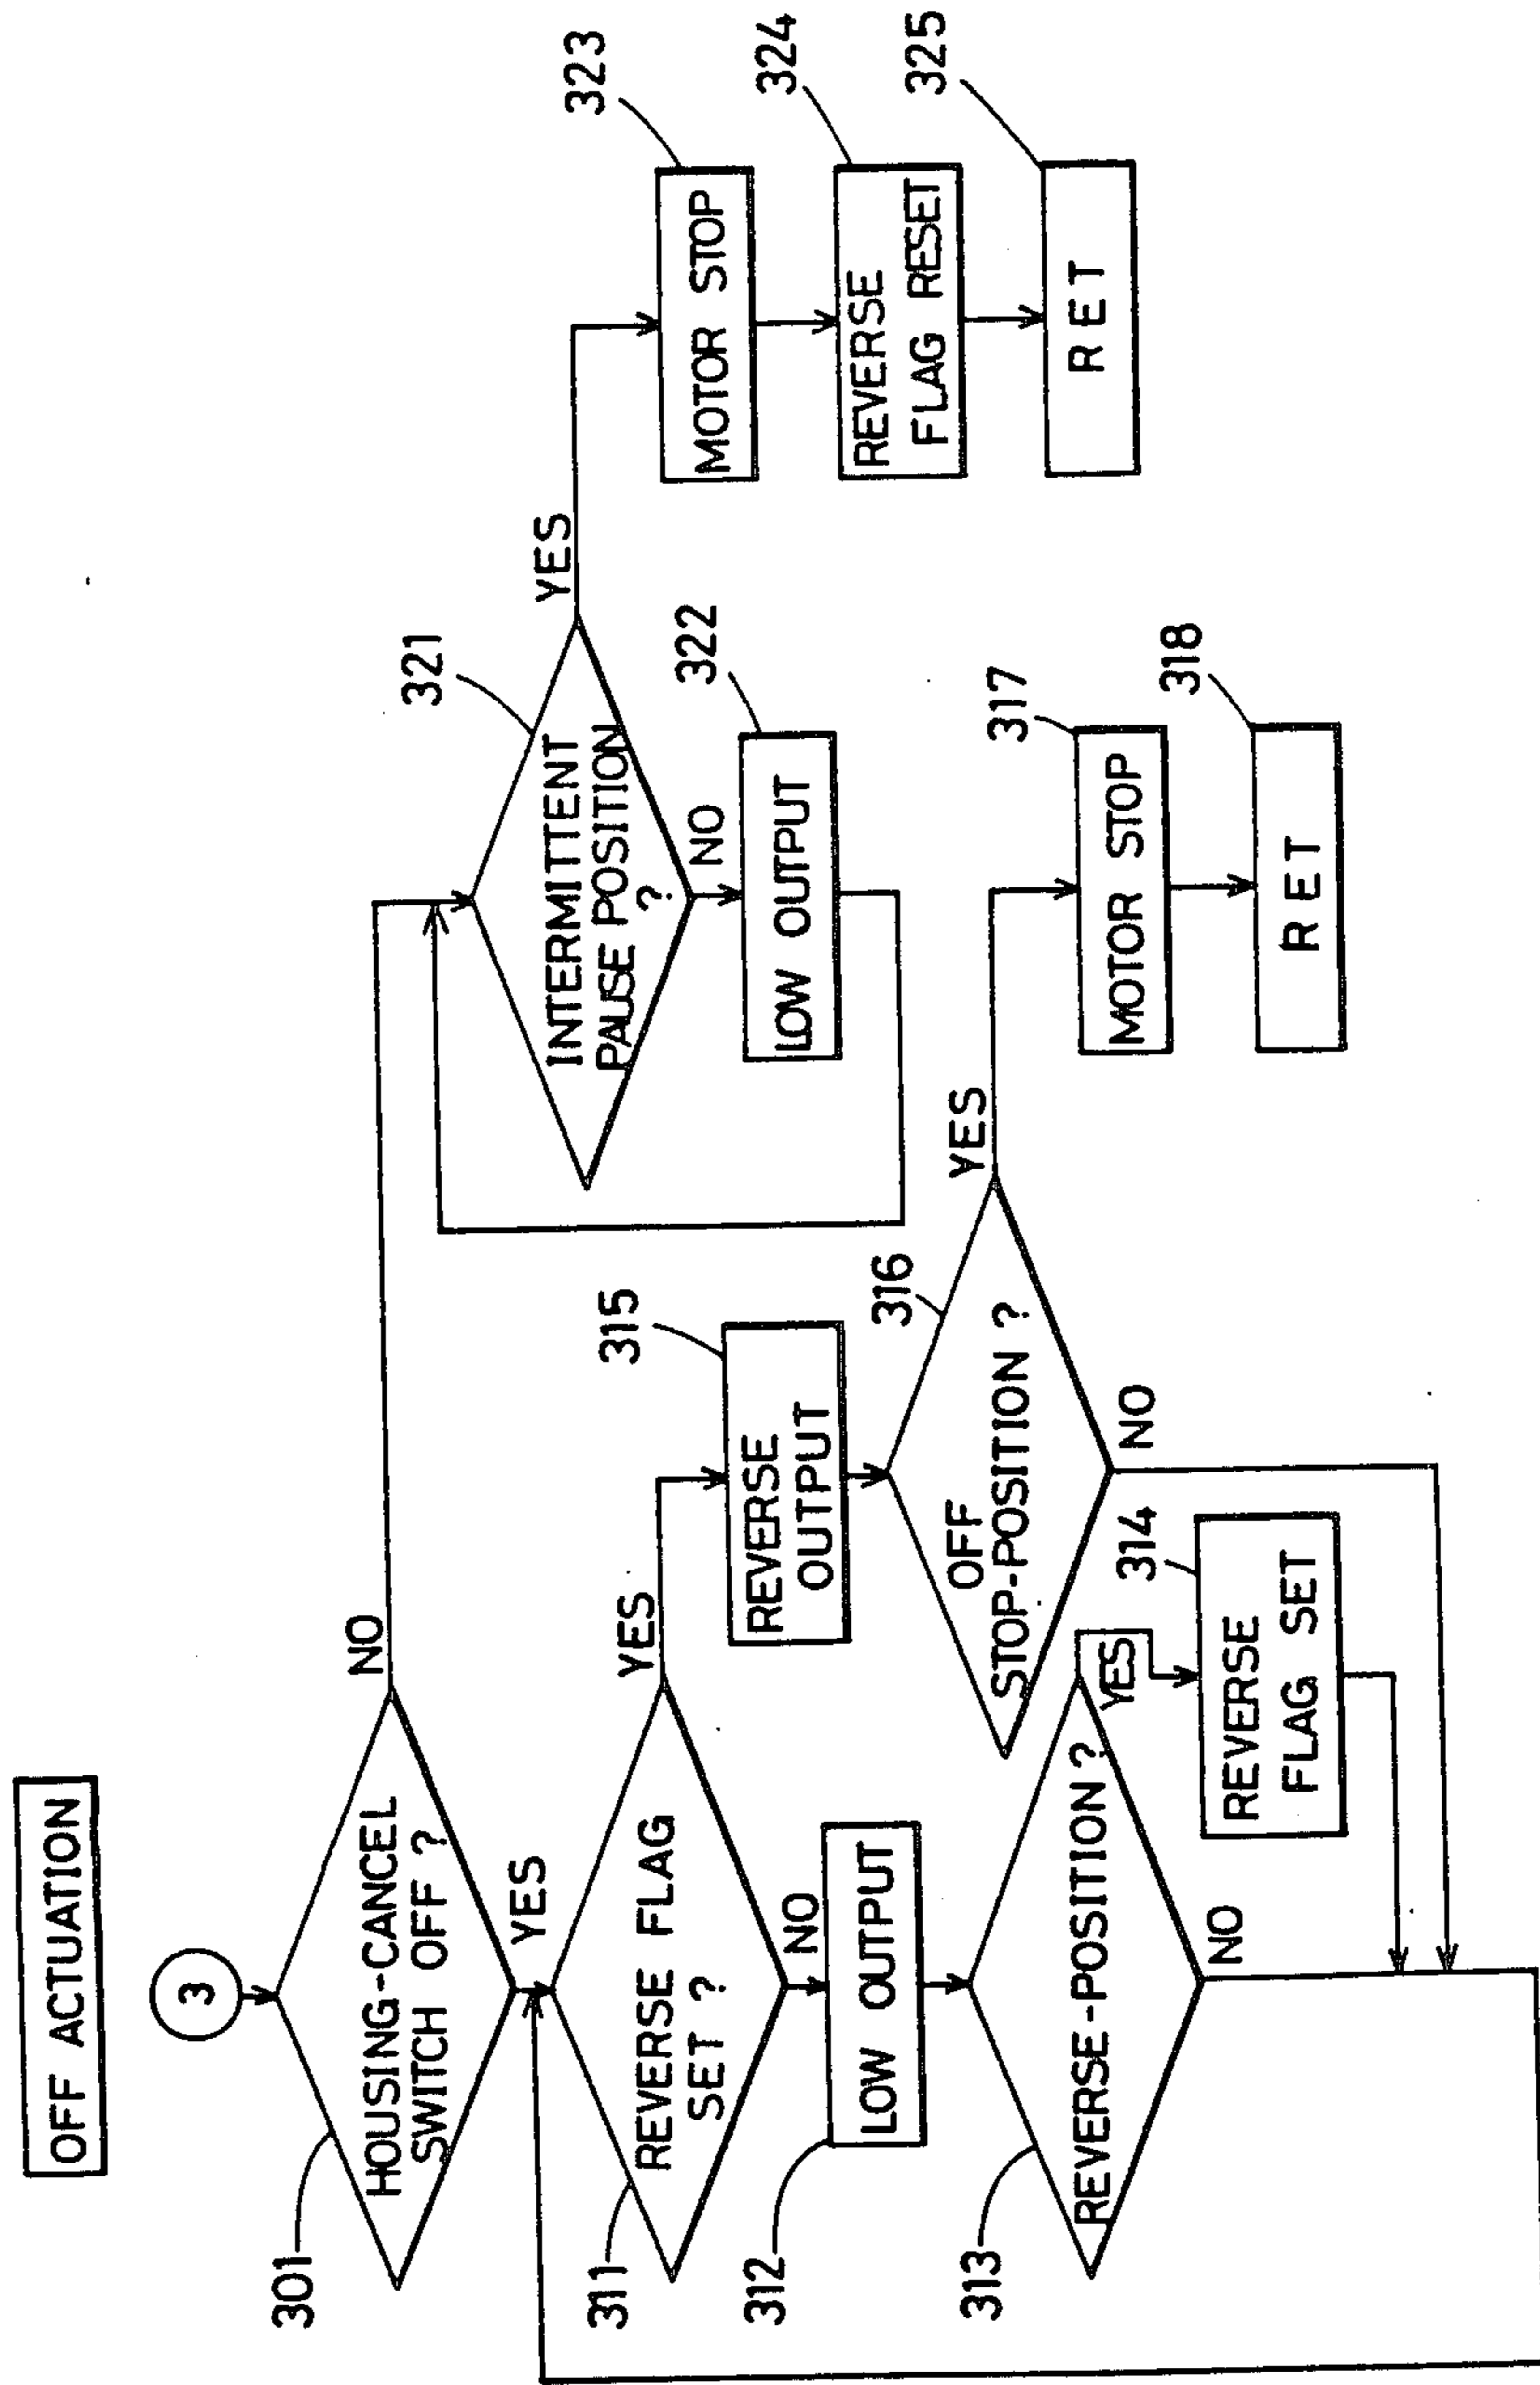 OFF ACTUATION
3
301
HOUSING-CANCEL
SWITCH OFF ?
NO
YES
311
REVERSE FLAG
SET ?
YES
NO
312
LOW OUTPUT
313
REVERSE-POSITION ?
YES
NO
314
REVERSE
FLAG SET
315
REVERSE
OUTPUT
316
OFF
STOP-POSITION ?
YES
NO
317
MOTOR STOP
318
RET
321
INTERMITTENT
PAUSE POSITION
?
YES
NO
322
LOW OUTPUT
323
MOTOR STOP
324
REVERSE
FLAG RESET
325
RET